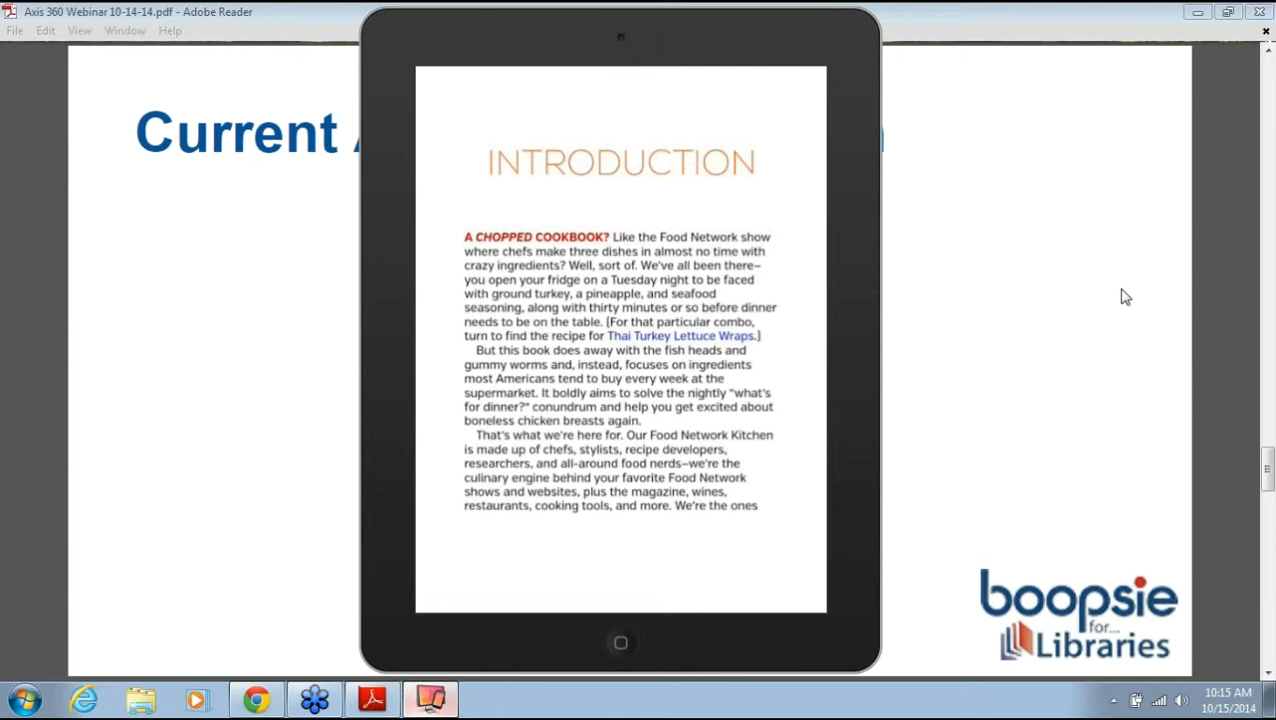 Axis 360 Webinar 10-14-14.pdf - Adobe Reader
File Edit View Window Help
Current
INTRODUCTION
A CHOPPED COOKBOOK? Like the Food Network show
where chefs make three dishes in almost no time with
crazy ingredients? Well, sort of. We've all been there—
you open your fridge on a Tuesday night to be faced
with ground turkey, a pineapple, and seafood
seasoning, along with thirty minutes or so before dinner
needs to be on the table. [For that particular combo,
turn to find the recipe for Thai Turkey Lettuce Wraps.]
But this book does away with the fish heads and
gummy worms and, instead, focuses on ingredients
most Americans tend to buy every week at the
supermarket. It boldly aims to solve the nightly "what's
for dinner?" conundrum and help you get excited about
boneless chicken breasts again.
That's what we're here for. Our Food Network Kitchen
is made up of chefs, stylists, recipe developers,
researchers, and all-around food nerds—we're the
culinary engine behind your favorite Food Network
shows and websites, plus the magazine, wines,
restaurants, cooking tools, and more. We're the ones
boopsie
for...
Libraries
10:15 AM
10/15/2014